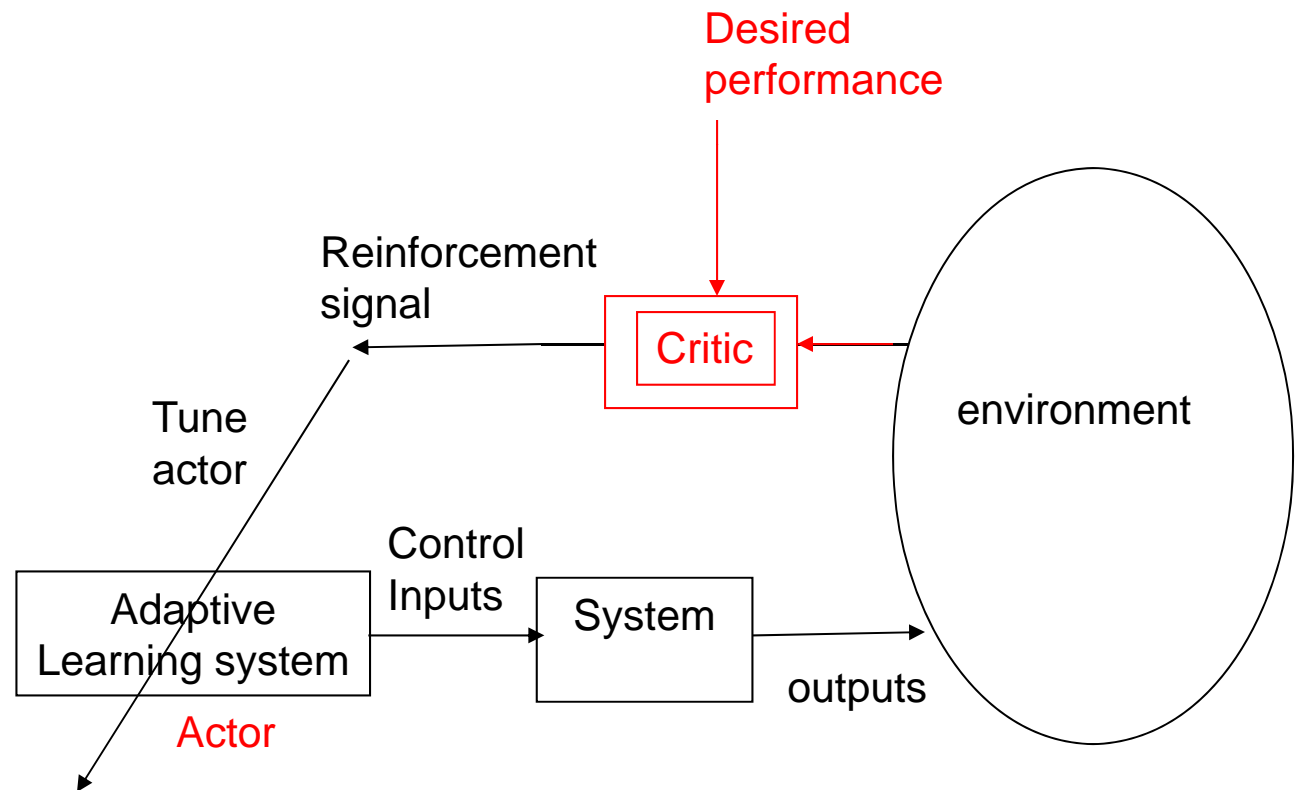 Desired
performance
Reinforcement
signal
Critic
environment
Tune
actor
Control
Inputs
Adaptive
Learning system
System
outputs
Actor